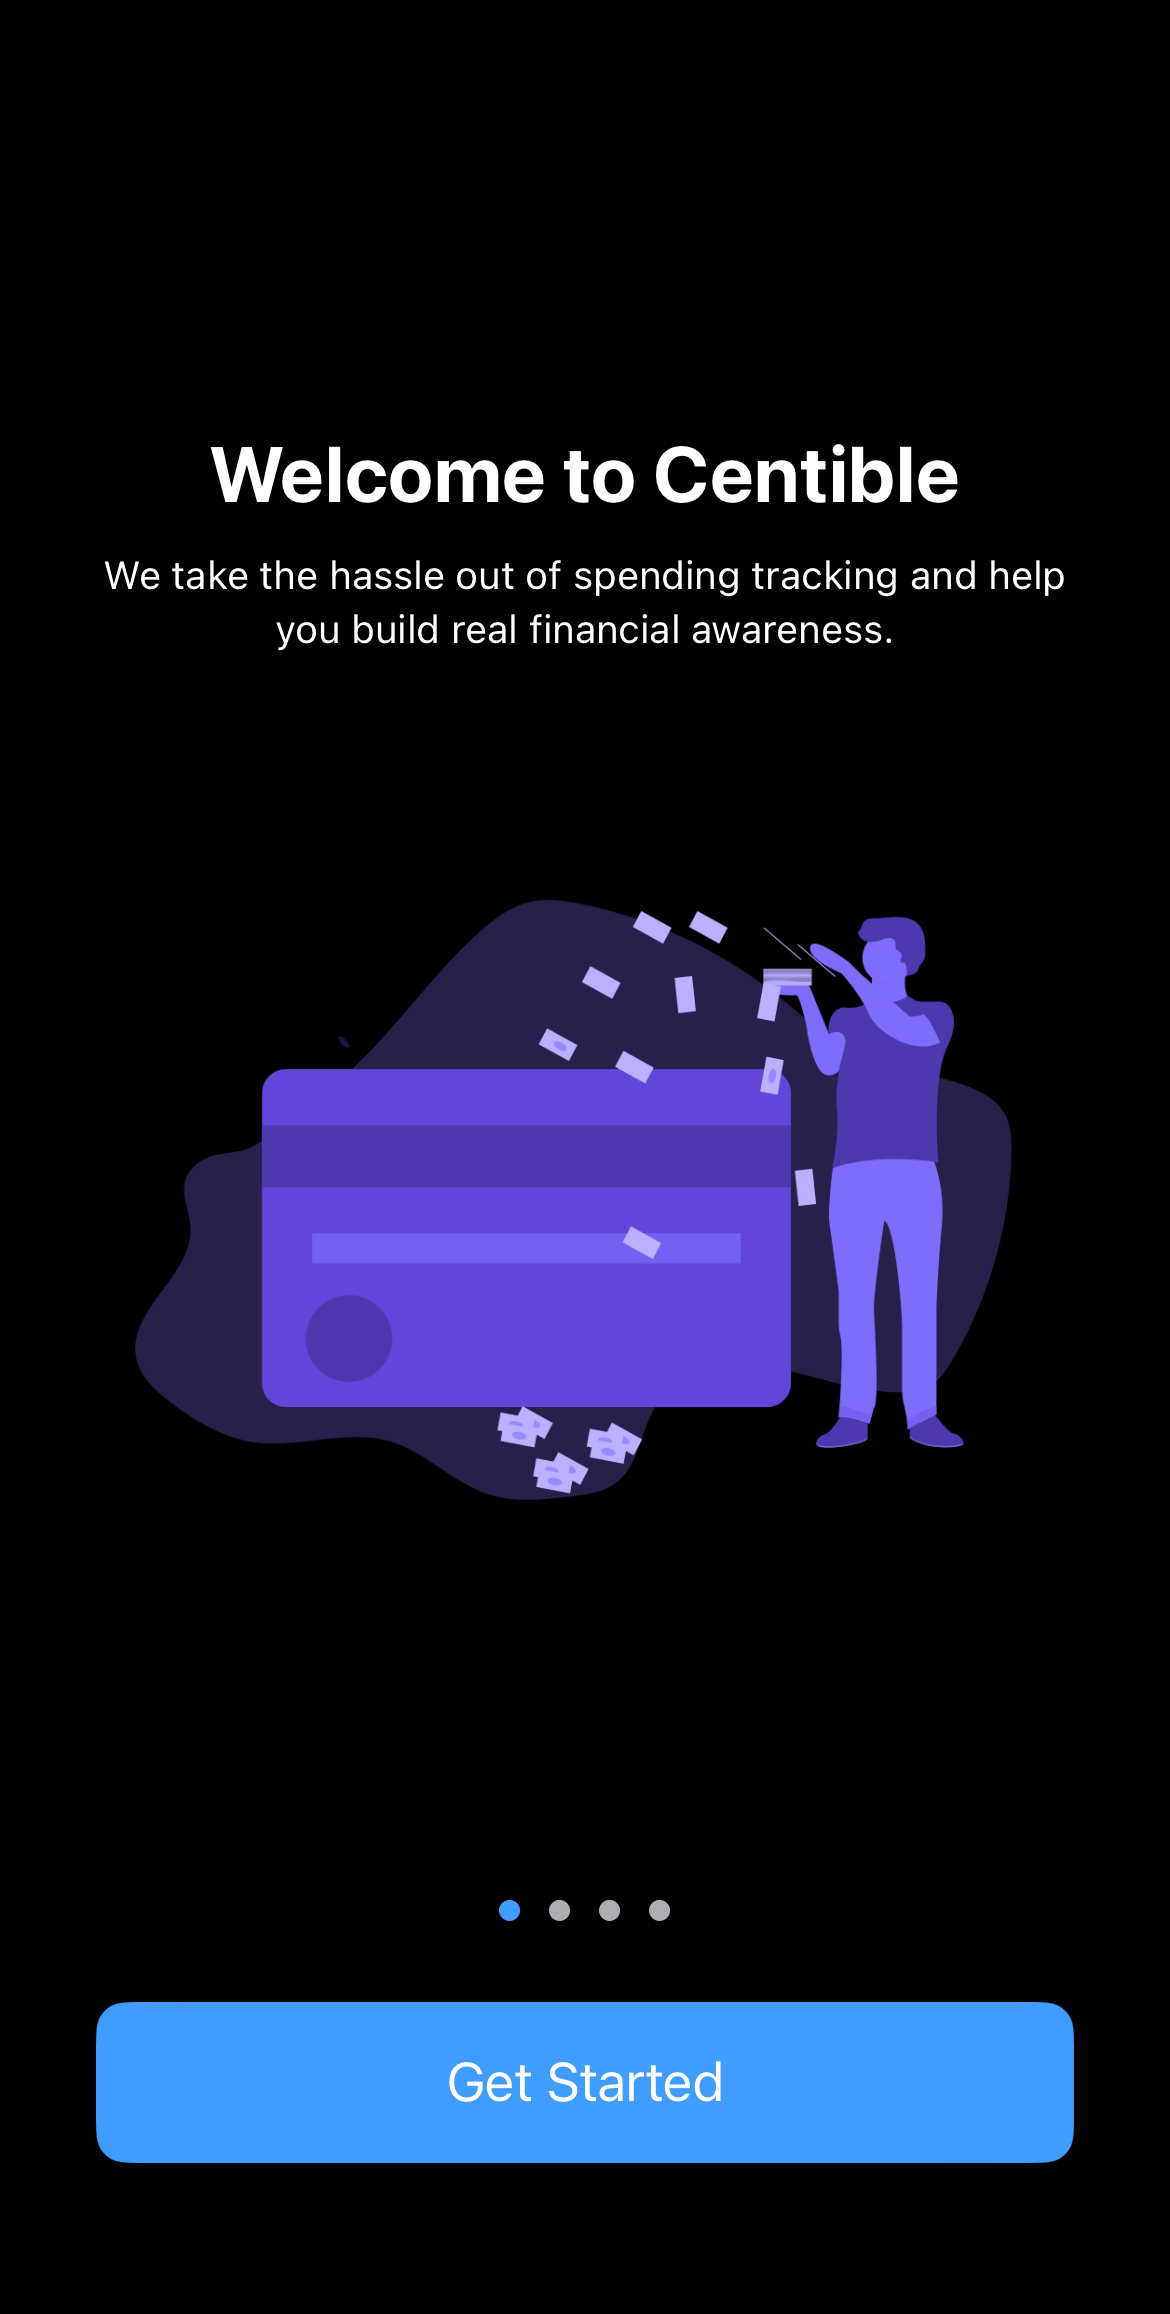 Welcome to Centible
We take the hassle out of spending tracking and help
you build real financial awareness.
Get Started